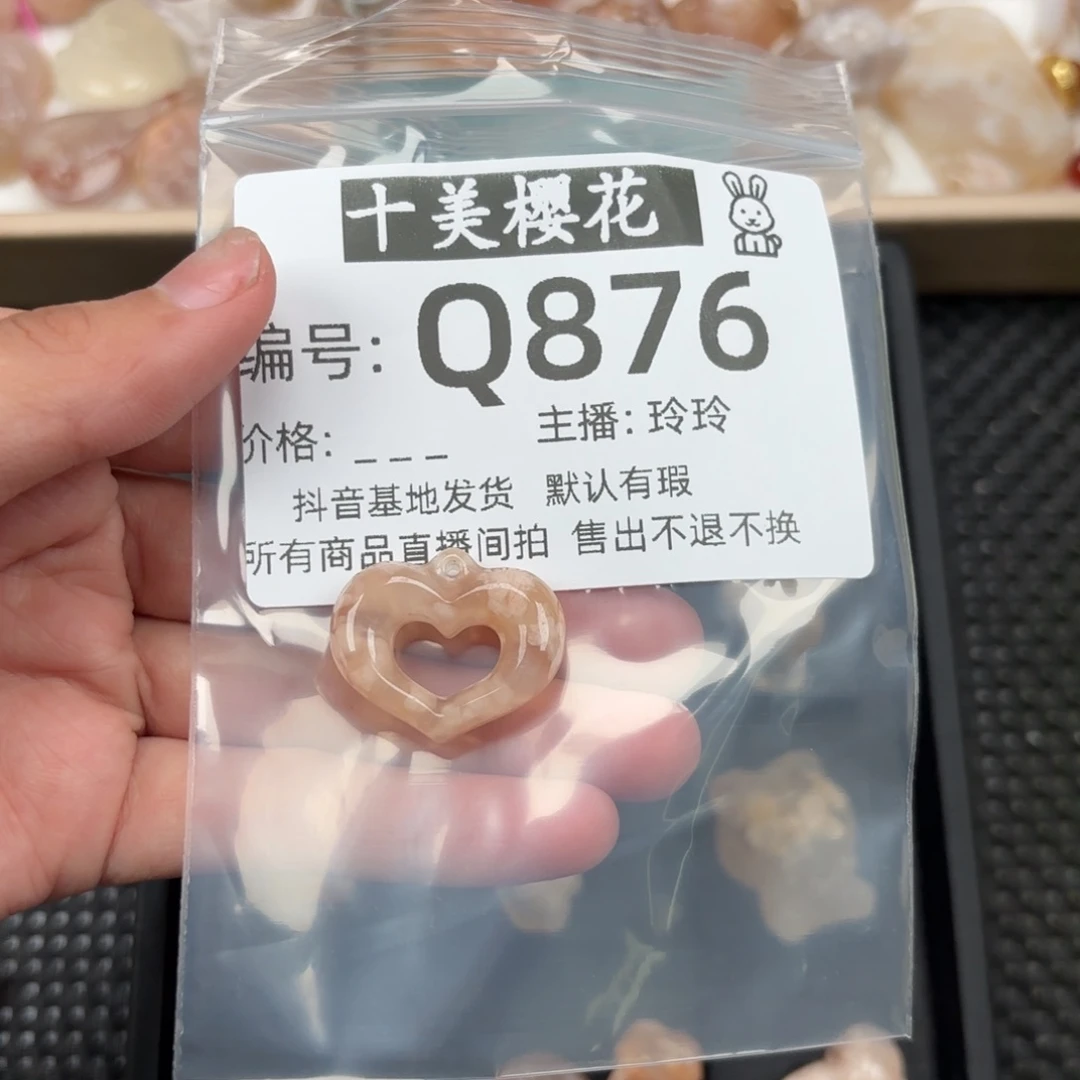 十美樱花
编号: Q876
价格: _ _ _ 主播: 玲玲
抖音基地发货 默认有瑕
所有商品直播间拍 售出不退不换